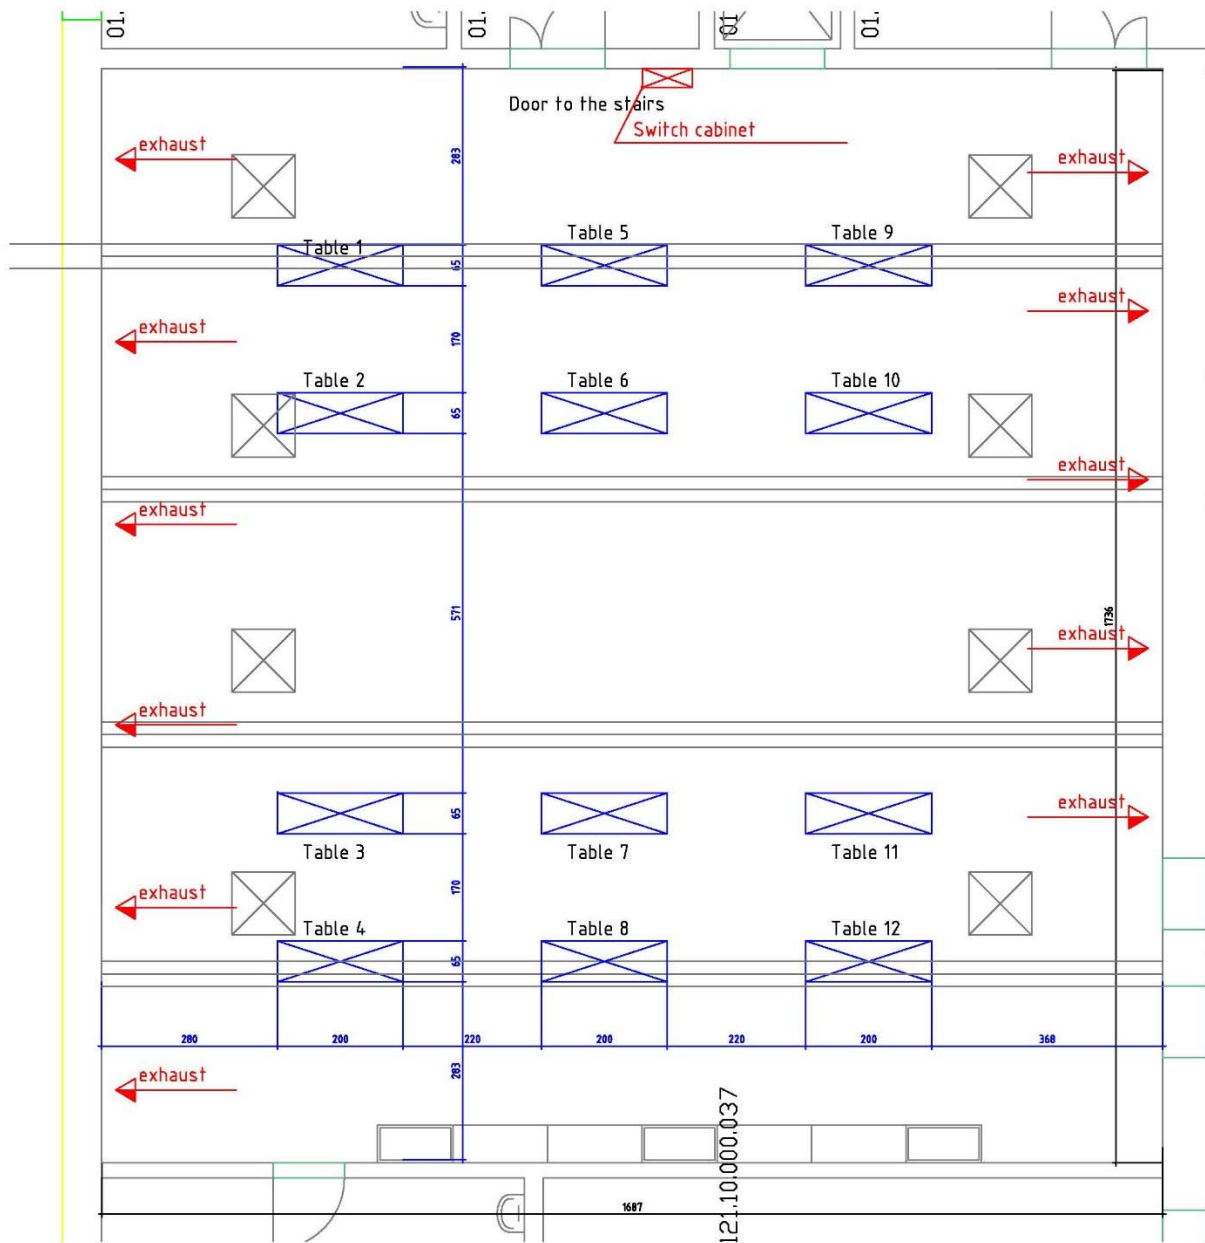 01.
01.
01
01.
Door to the stairs
Switch cabinet
exhaust
283
exhaust
Table 1
Table 5
Table 9
65
exhaust
exhaust
170
Table 2
Table 6
Table 10
65
exhaust
exhaust
571
1736
exhaust
exhaust
65
exhaust
Table 3
Table 7
Table 11
170
exhaust
Table 4
Table 8
Table 12
65
280
200
220
200
220
200
368
283
exhaust
121.10.000.037
1687